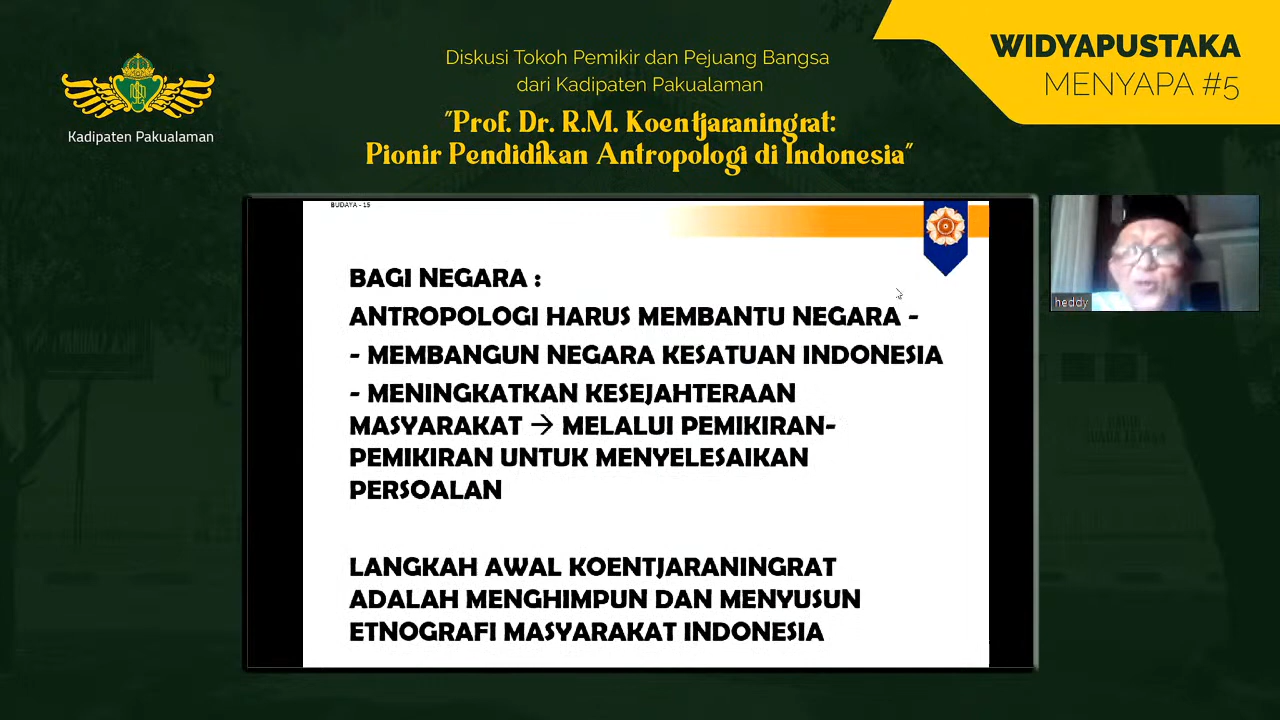 Diskusi Tokoh Pemikir dan Pejuang Bangsa
dari Kadipaten Pakualaman
"Prof. Dr. R.M. Koentjaraningrat:
Pionir Pendidikan Antropologi di Indonesia"
WIDYAPUSTAKA
MENYAPA #5
Kadipaten Pakualaman
BUDAYA - 15
BAGI NEGARA :
ANTROPOLOGI HARUS MEMBANTU NEGARA -
- MEMBANGUN NEGARA KESATUAN INDONESIA
- MENINGKATKAN KESEJAHTERAAN
MASYARAKAT → MELALUI PEMIKIRAN-
PEMIKIRAN UNTUK MENYELESAIKAN
PERSOALAN
LANGKAH AWAL KOENTJARANINGRAT
ADALAH MENGHIMPUN DAN MENYUSUN
ETNOGRAFI MASYARAKAT INDONESIA
heddy